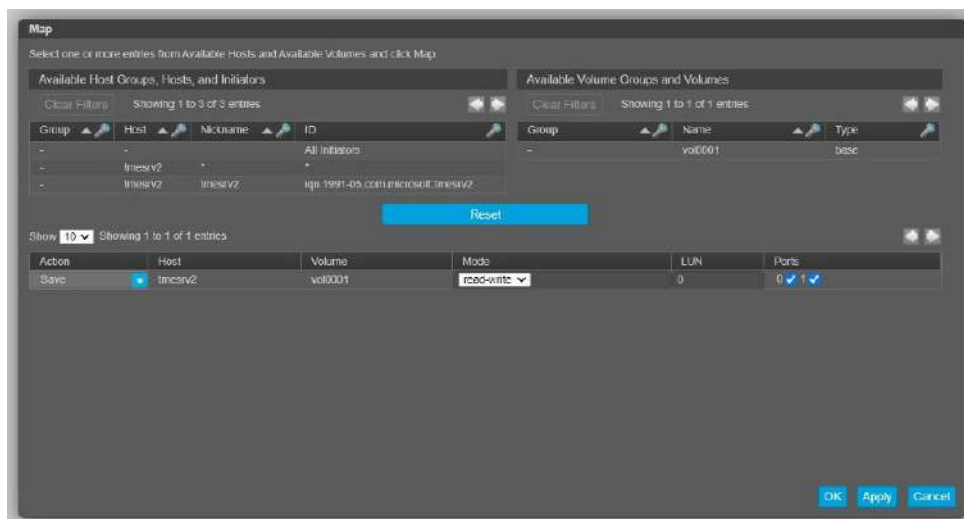 Map
Select one or more entries from Available Hosts and Available Volumes and click Map.
Available Host Groups, Hosts, and Initiators
Available Volume Groups and Volumes
Clear Filters Showing 1 to 3 of 3 entries
Clear Filters Showing 1 to 1 of 1 entries
Group Host Nickname ID
Group Name Type
- - All Initiators
- vol0001 base
- tmesrv2 * *
- tmesrv2 tmesrv2 iqn.1991-05.com.microsoft:tmesrv2
Reset
Show 10 Showing 1 to 1 of 1 entries
Action Host Volume Mode LUN Ports
Save tmesrv2 vol0001 read-write 0 0 1
OK Apply Cancel